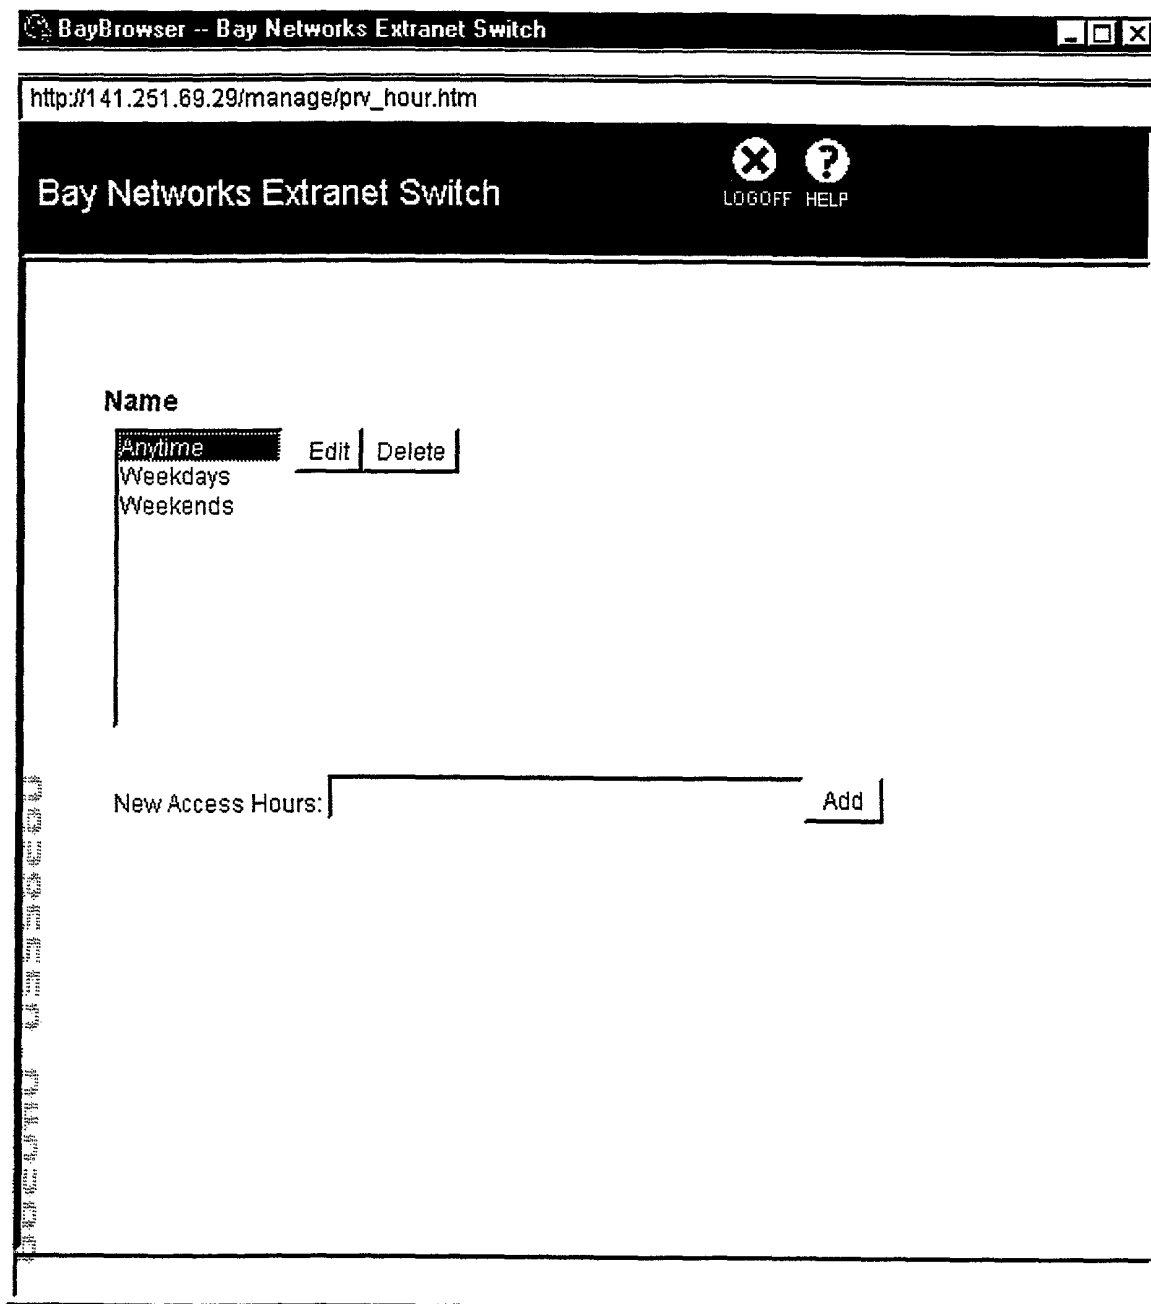 BayBrowser -- Bay Networks Extranet Switch
http://141.251.69.29/manage/prv_hour.htm
Bay Networks Extranet Switch
LOGOFF HELP
Name
Anytime
Edit Delete
Weekdays
Weekends
New Access Hours:
Add